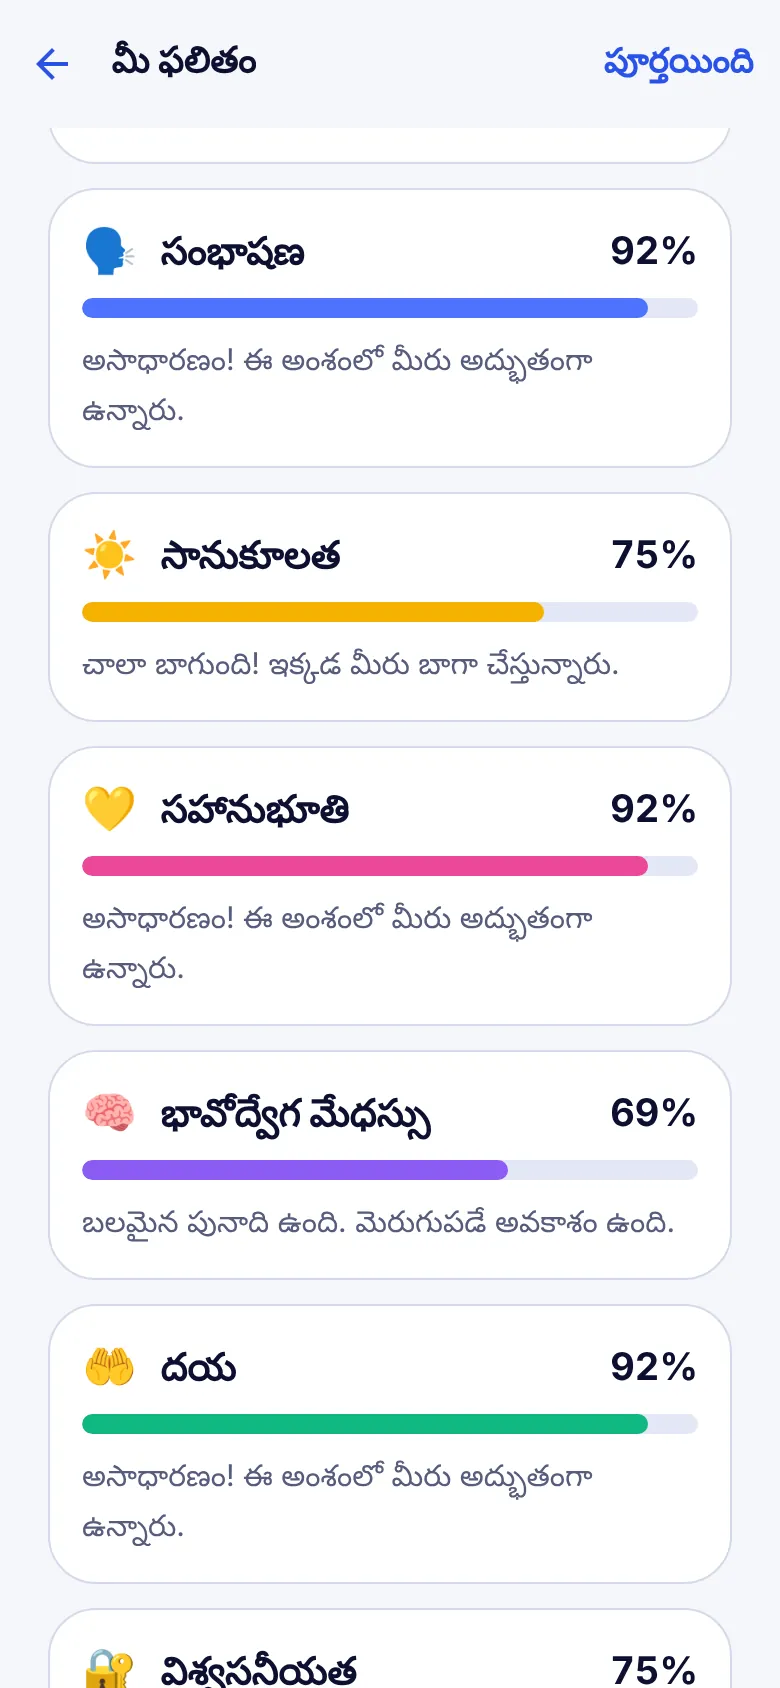 మీ ఫలితం
పూర్తయింది
సంభాషణ
92%
అసాధారణం! ఈ అంశంలో మీరు అద్భుతంగా
ఉన్నారు.
సానుకూలత
75%
చాలా బాగుంది! ఇక్కడ మీరు బాగా చేస్తున్నారు.
సహానుభూతి
92%
అసాధారణం! ఈ అంశంలో మీరు అద్భుతంగా
ఉన్నారు.
భావోద్వేగ మేధస్సు
69%
బలమైన పునాది ఉంది. మెరుగుపడే అవకాశం ఉంది.
దయ
92%
అసాధారణం! ఈ అంశంలో మీరు అద్భుతంగా
ఉన్నారు.
విశ్వసనీయత
75%